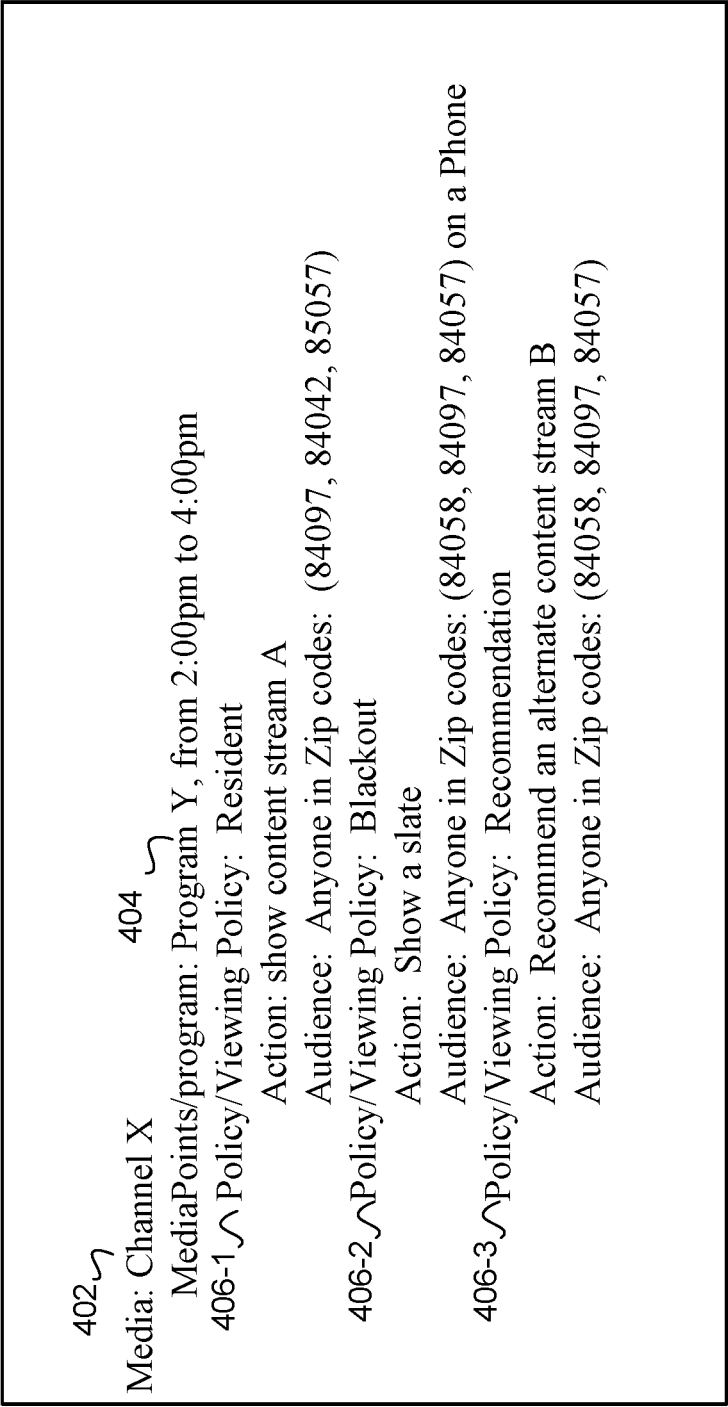 402
Media: Channel X
404
MediaPoints/program: Program Y, from 2:00pm to 4:00pm
406-1 Policy/Viewing Policy: Resident
Action: show content stream A
Audience: Anyone in Zip codes: (84097, 84042, 85057)
406-2 Policy/Viewing Policy: Blackout
Action: Show a slate
Audience: Anyone in Zip codes: (84058, 84097, 84057) on a Phone
406-3 Policy/Viewing Policy: Recommendation
Action: Recommend an alternate content stream B
Audience: Anyone in Zip codes: (84058, 84097, 84057)